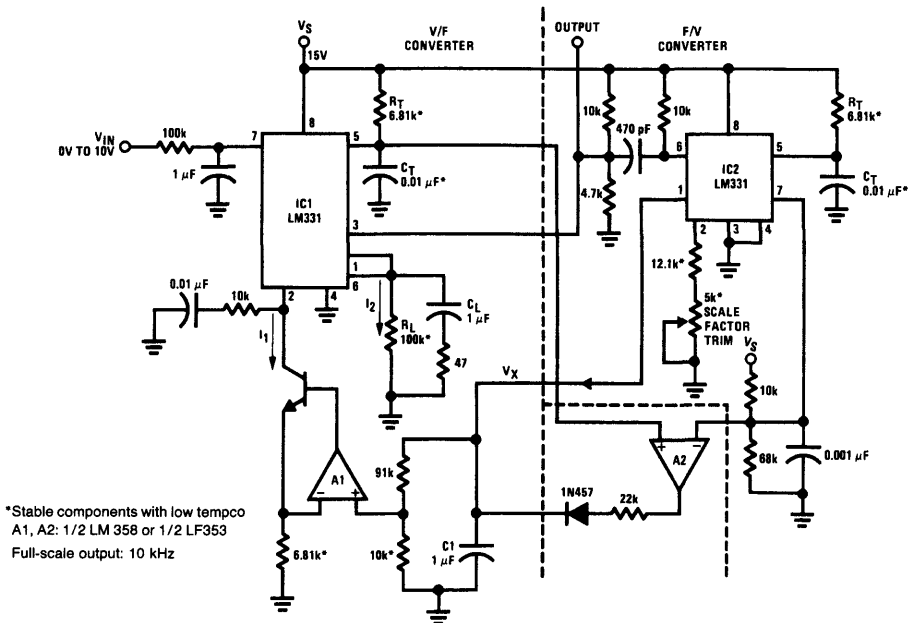 V/F
CONVERTER
OUTPUT
F/V
CONVERTER
VS
15V
RT
6.81k*
10k
10k
RT
6.81k*
VIN
0V TO 10V
100k
7
8
5
470 pF
6
8
5
1 µF
IC1
LM331
CT
0.01 µF*
4.7k
IC2
LM331
CT
0.01 µF*
3
1
7
2
3
4
1
6
12.1k*
0.01 µF
10k
2
4
I2
CL
1 µF
5k*
SCALE
FACTOR
TRIM
I1
RL
100k*
47
VX
VS
10k
A1
91k
A2
68k
0.001 µF
1N457
22k
+
−
−
+
*Stable components with low tempco
A1, A2: 1/2 LM 358 or 1/2 LF353
Full-scale output: 10 kHz
6.81k*
10k*
C1
1 µF